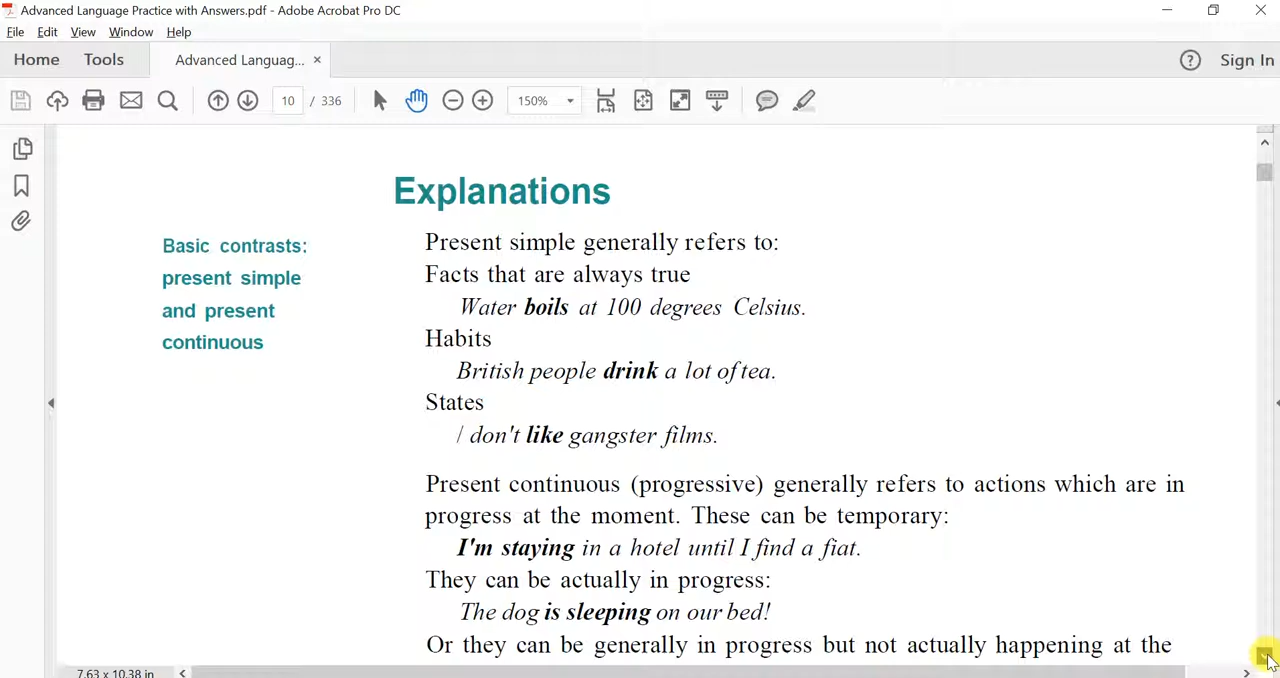 Advanced Language Practice with Answers.pdf - Adobe Acrobat Pro DC
File Edit View Window Help
Home Tools Advanced Languag... × ? Sign In
10 / 336 150%
Explanations
Basic contrasts:
present simple
and present
continuous
Present simple generally refers to:
Facts that are always true
Water boils at 100 degrees Celsius.
Habits
British people drink a lot of tea.
States
/ don't like gangster films.
Present continuous (progressive) generally refers to actions which are in
progress at the moment. These can be temporary:
I'm staying in a hotel until I find a fiat.
They can be actually in progress:
The dog is sleeping on our bed!
Or they can be generally in progress but not actually happening at the
7.63 x 10.38 in